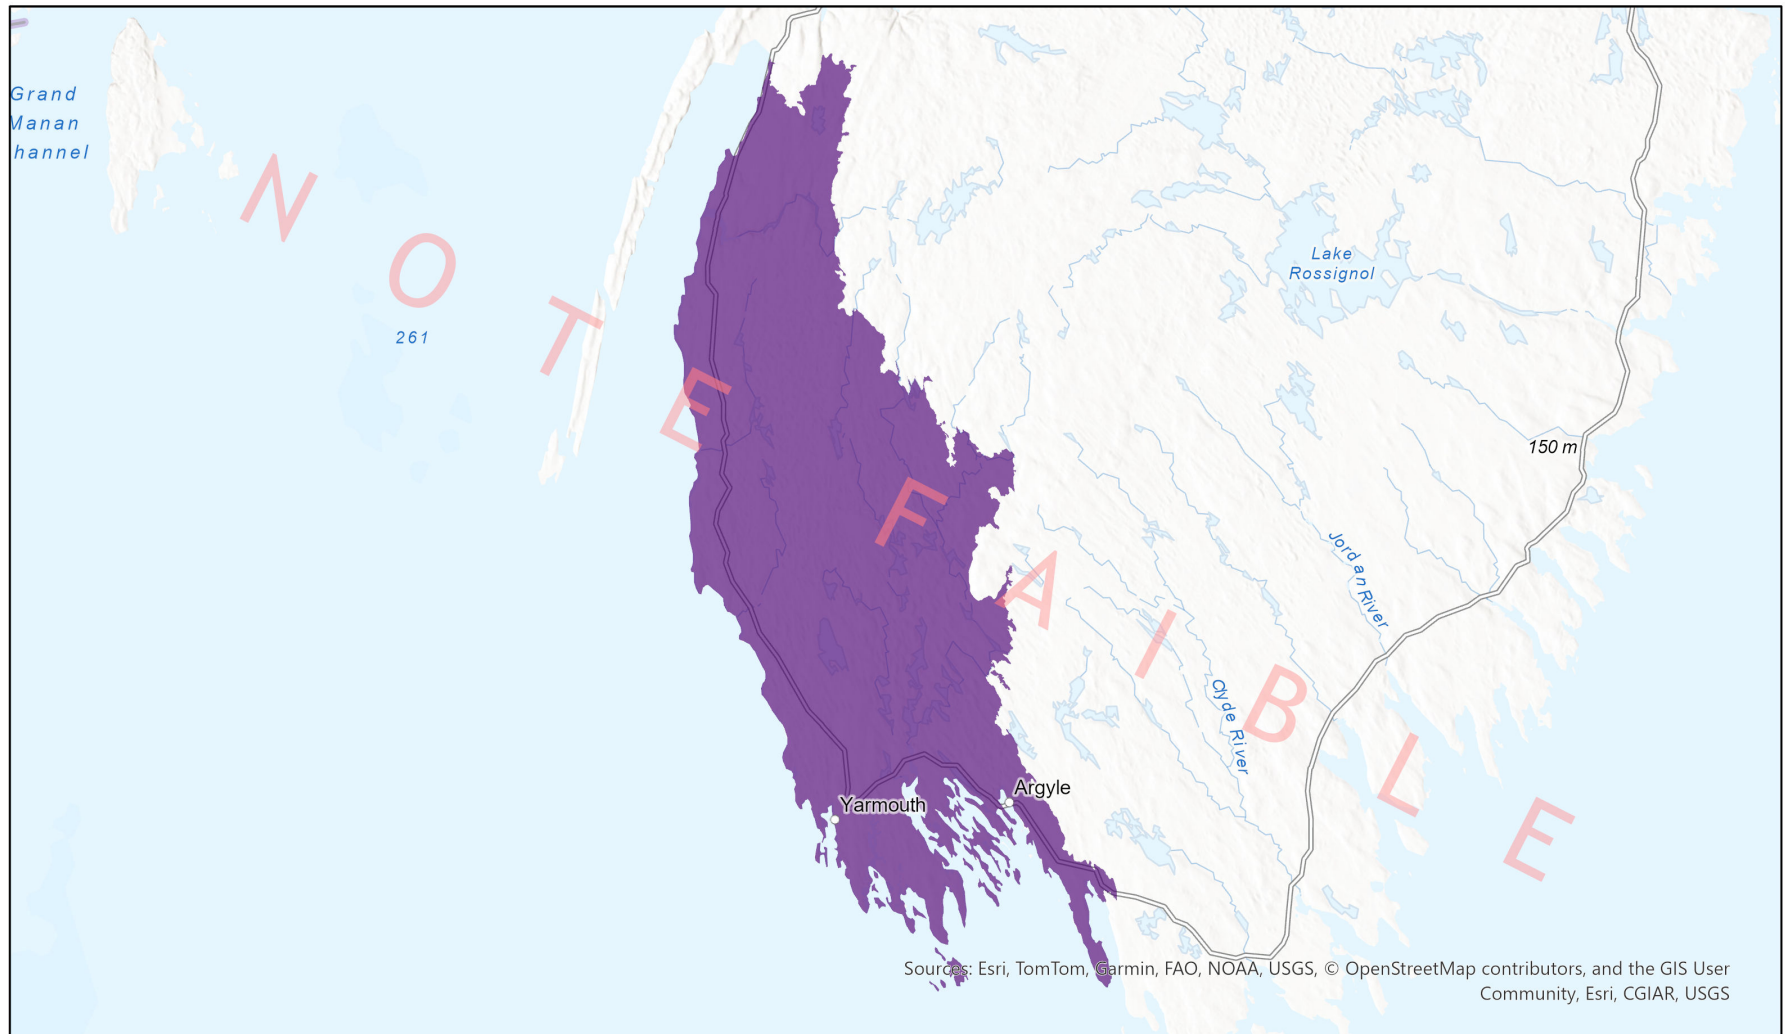 Grand
Manan
hannel
NOTE FAIBLE
261
Lake
Rossignol
150 m
Jordan River
Clyde River
Argyle
Yarmouth
Sources: Esri, TomTom, Garmin, FAO, NOAA, USGS, © OpenStreetMap contributors, and the GIS User
Community, Esri, CGIAR, USGS